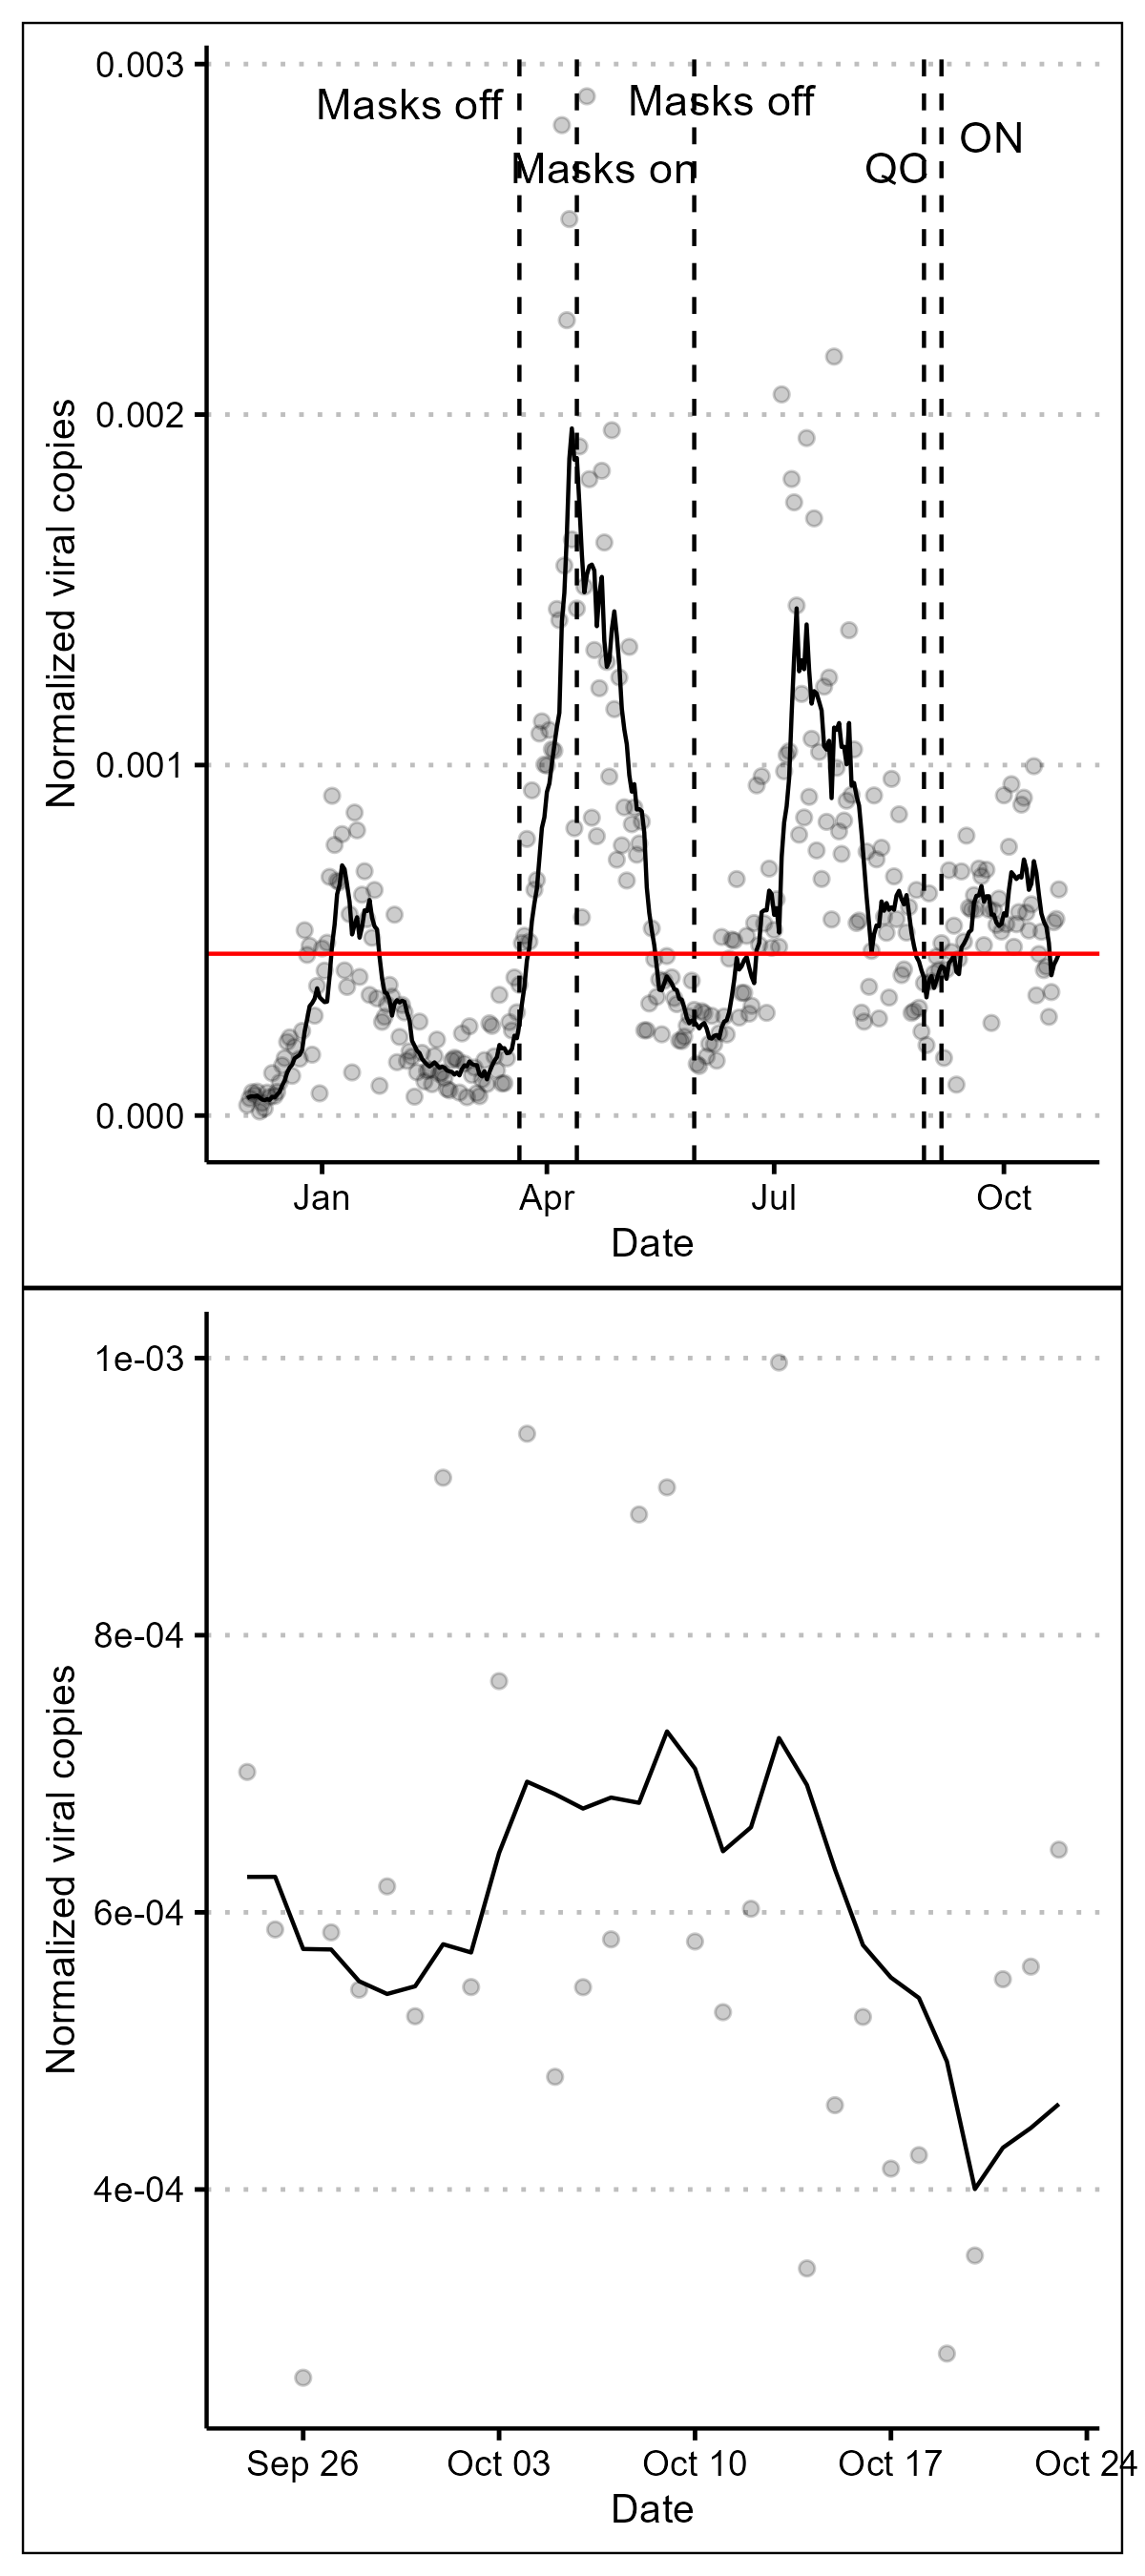 0.003
Masks off
Masks off
ON
Masks on
QC
0.002
Normalized viral copies
0.001
0.000
Jan
Apr
Jul
Oct
Date
1e-03
8e-04
Normalized viral copies
6e-04
4e-04
Sep 26
Oct 03
Oct 10
Oct 17
Oct 24
Date